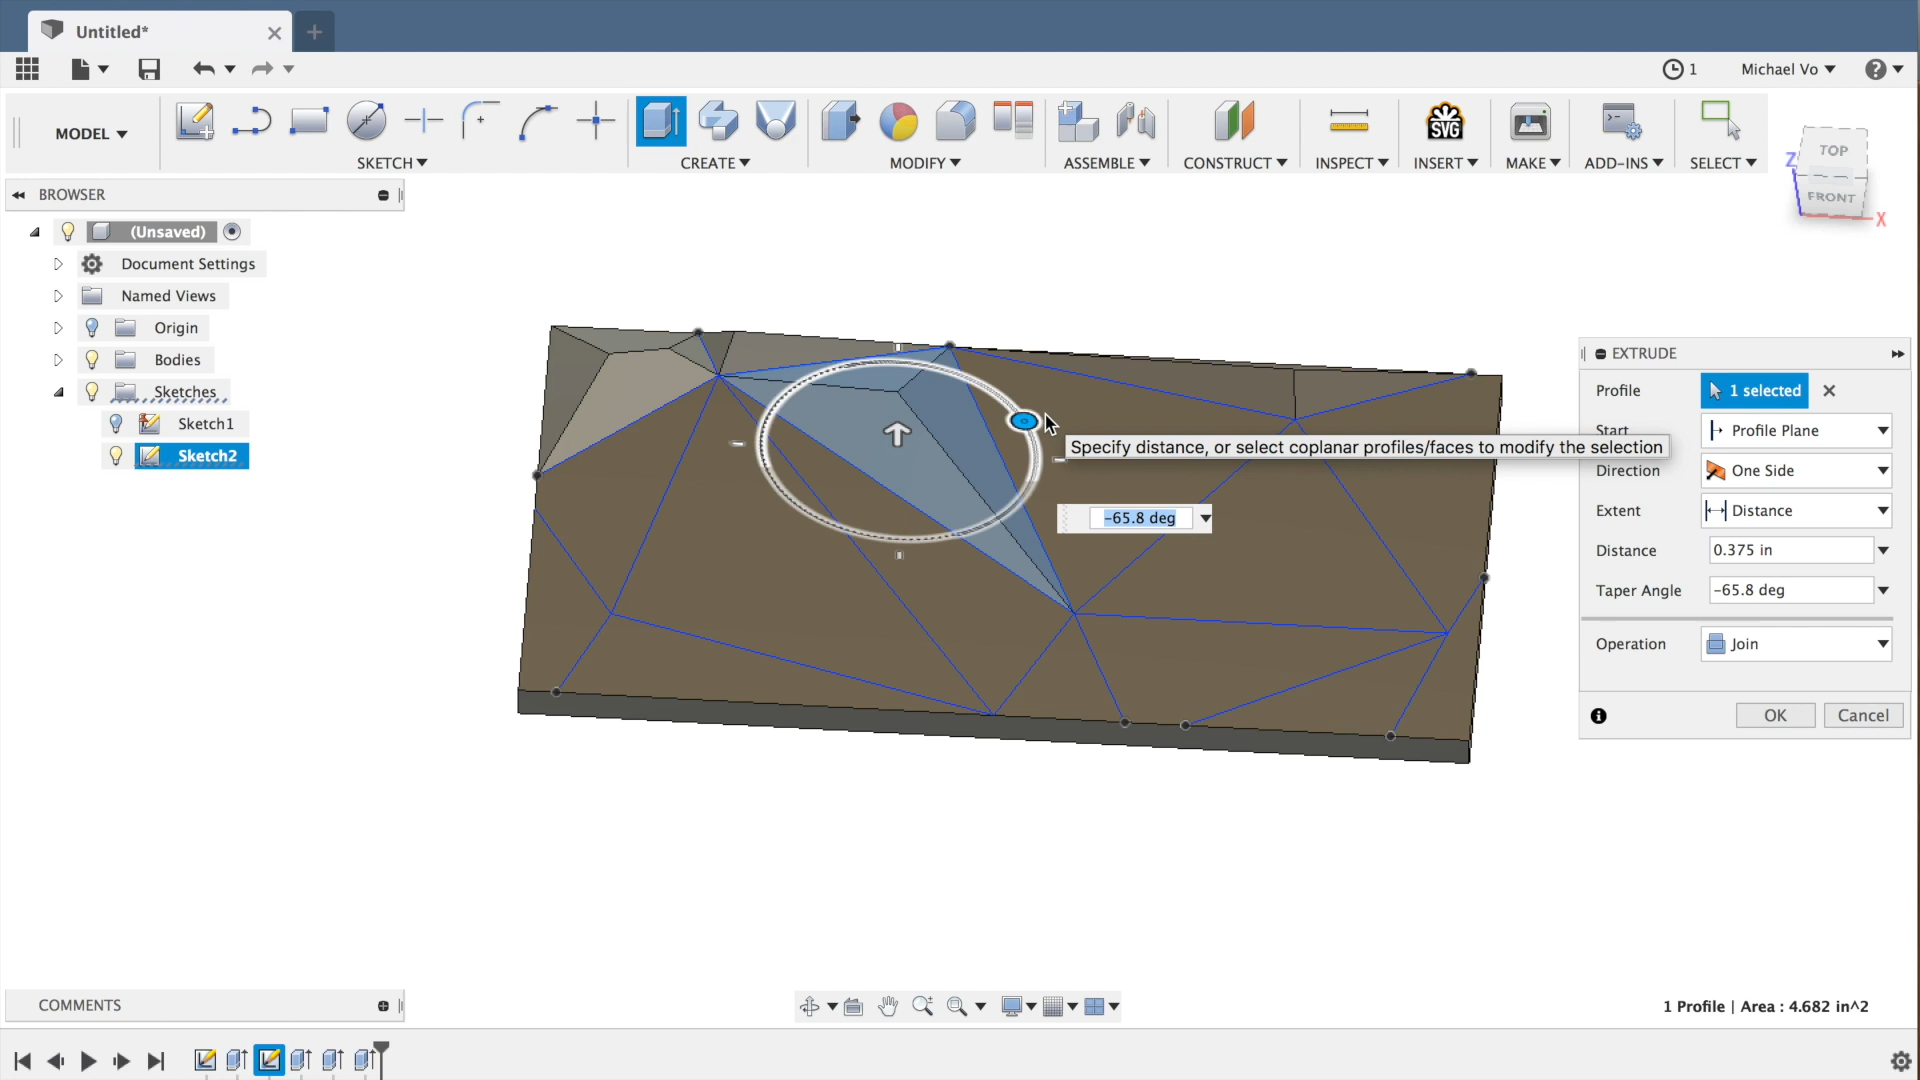 Untitled*
1
Michael Vo
MODEL
SKETCH
CREATE
MODIFY
ASSEMBLE
CONSTRUCT
INSPECT
SVG
INSERT
MAKE
ADD-INS
SELECT
TOP
FRONT
Z
X
BROWSER
(Unsaved)
Document Settings
Named Views
Origin
Bodies
Sketches
Sketch1
Sketch2
EXTRUDE
Profile 1 selected
Start Profile Plane
Specify distance, or select coplanar profiles/faces to modify the selection
Direction One Side
Extent Distance
-65.8 deg
Distance 0.375 in
Taper Angle -65.8 deg
Operation Join
OK Cancel
COMMENTS
1 Profile | Area : 4.682 in^2